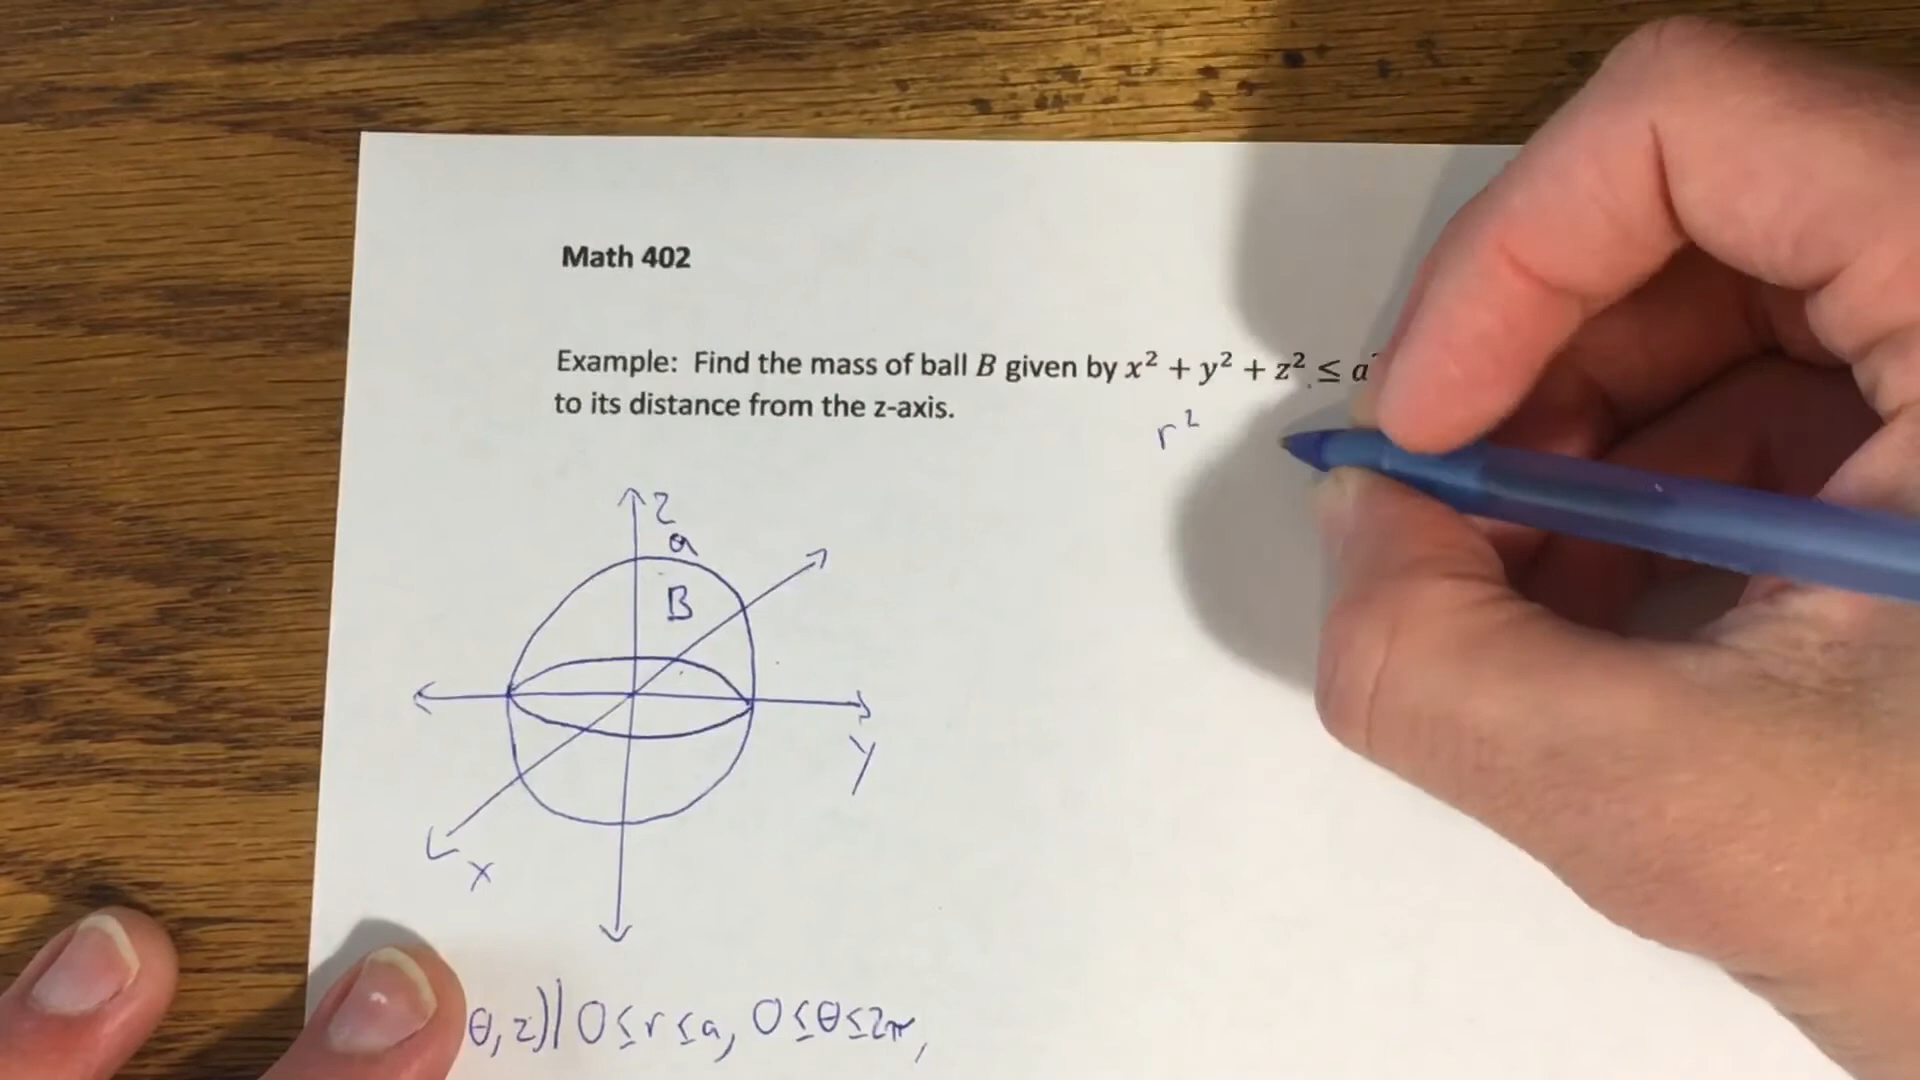 Math 402
Example: Find the mass of ball B given by x² + y² + z² ≤ a
to its distance from the z-axis.
r²
z
a
B
y
x
θ, z)| 0 ≤ r ≤ a, 0 ≤ θ ≤ 2π,